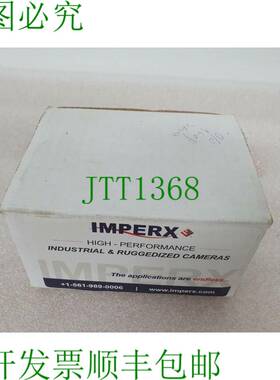 图必究
JTT1368
IMPERX
HIGH - PERFORMANCE
INDUSTRIAL & RUGGEDIZED CAMERAS
IMPERX
The applications are endless.
+1-561-989-0006
www.imperx.com
开发票顺丰包邮